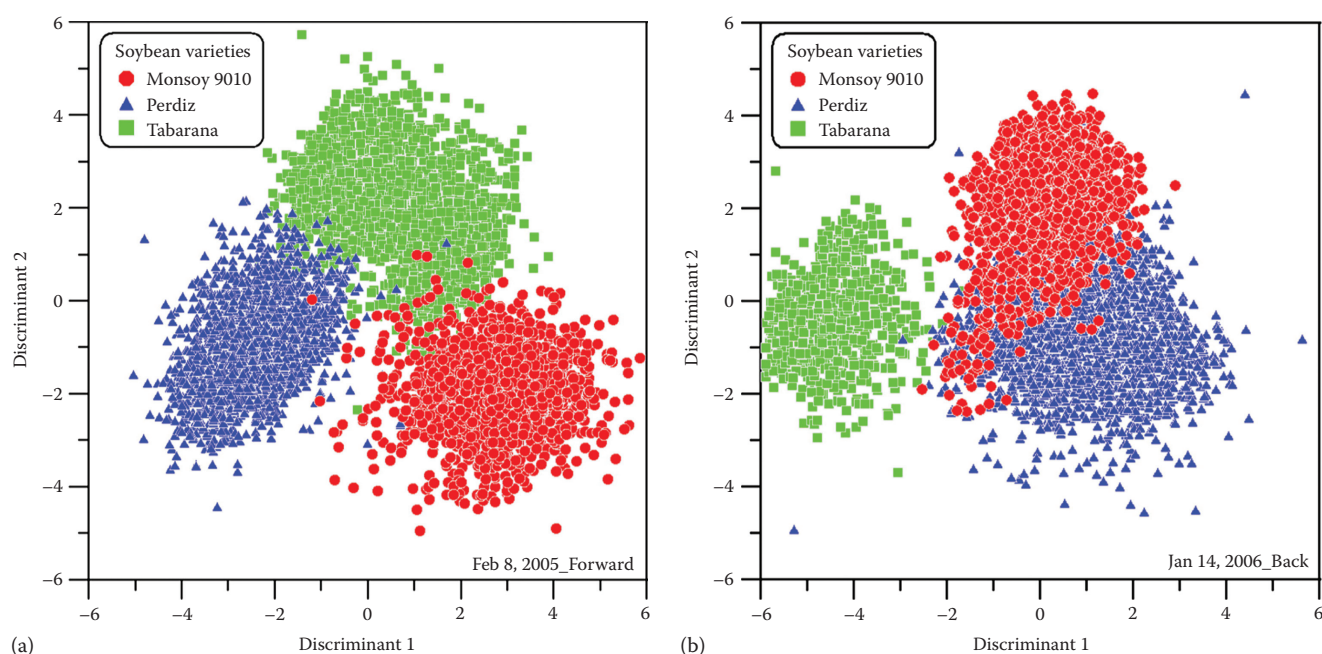 6
4
2
0
−2
−4
−6
Discriminant 2
Soybean varieties
Monsoy 9010
Perdiz
Tabarana
Feb 8, 2005_Forward
−6
−4
−2
0
2
4
6
(a)
Discriminant 1
6
4
2
0
−2
−4
−6
Discriminant 2
Soybean varieties
Monsoy 9010
Perdiz
Tabarana
Jan 14, 2006_Back
−6
−4
−2
0
2
4
6
(b)
Discriminant 1